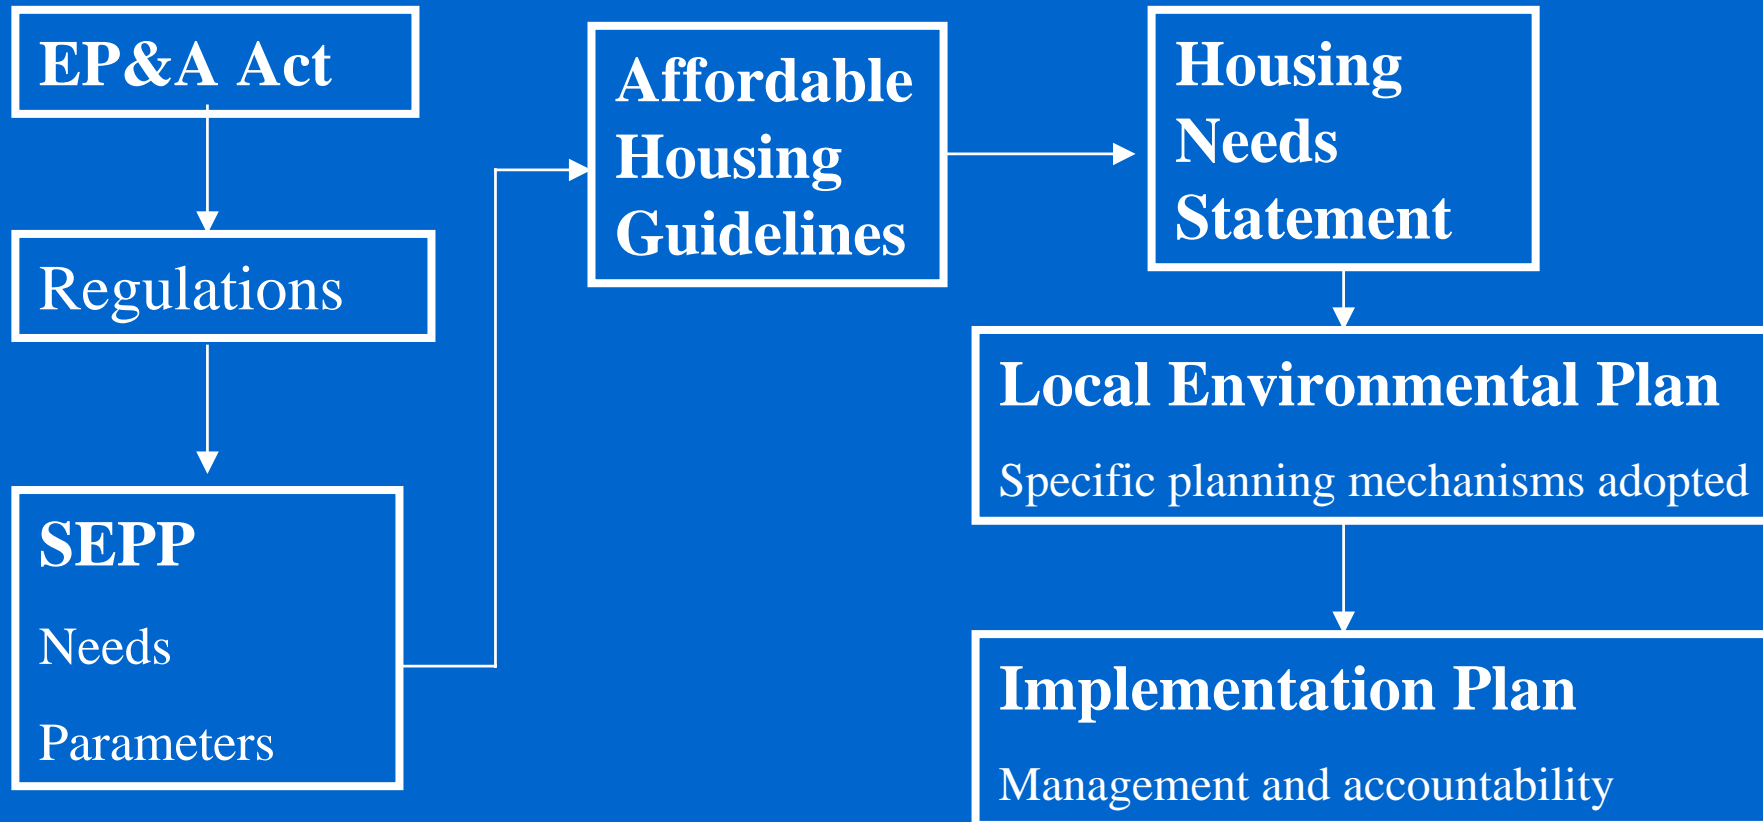 EP&A Act
Regulations
SEPP
Needs
Parameters
Affordable
Housing
Guidelines
Housing
Needs
Statement
Local Environmental Plan
Specific planning mechanisms adopted
Implementation Plan
Management and accountability